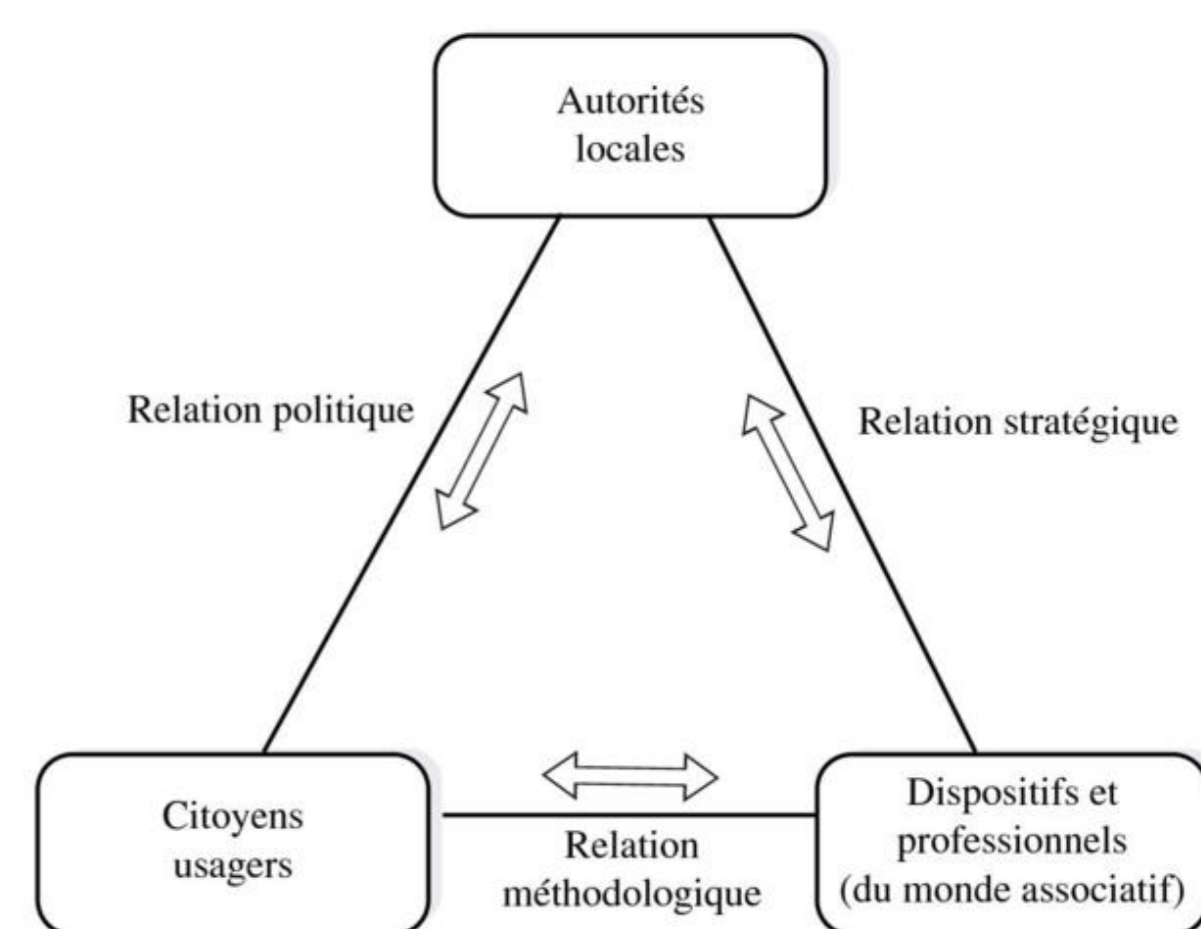 Autorités
locales
Relation politique
Relation stratégique
Citoyens
usagers
Relation
méthodologique
Dispositifs et
professionnels
(du monde associatif)